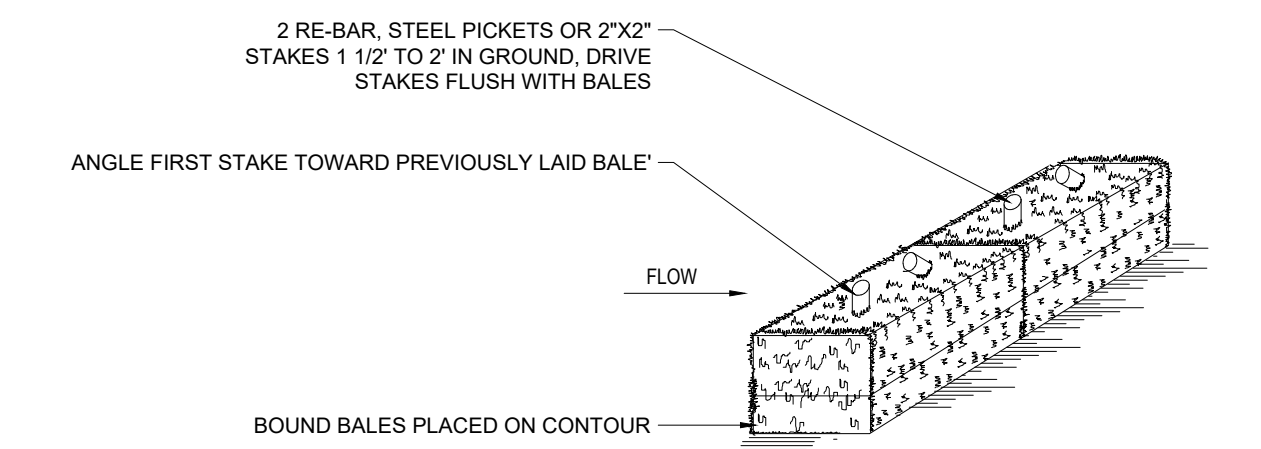 2 RE-BAR, STEEL PICKETS OR 2"X2"
STAKES 1 1/2' TO 2' IN GROUND, DRIVE
STAKES FLUSH WITH BALES
ANGLE FIRST STAKE TOWARD PREVIOUSLY LAID BALE'
FLOW
BOUND BALES PLACED ON CONTOUR